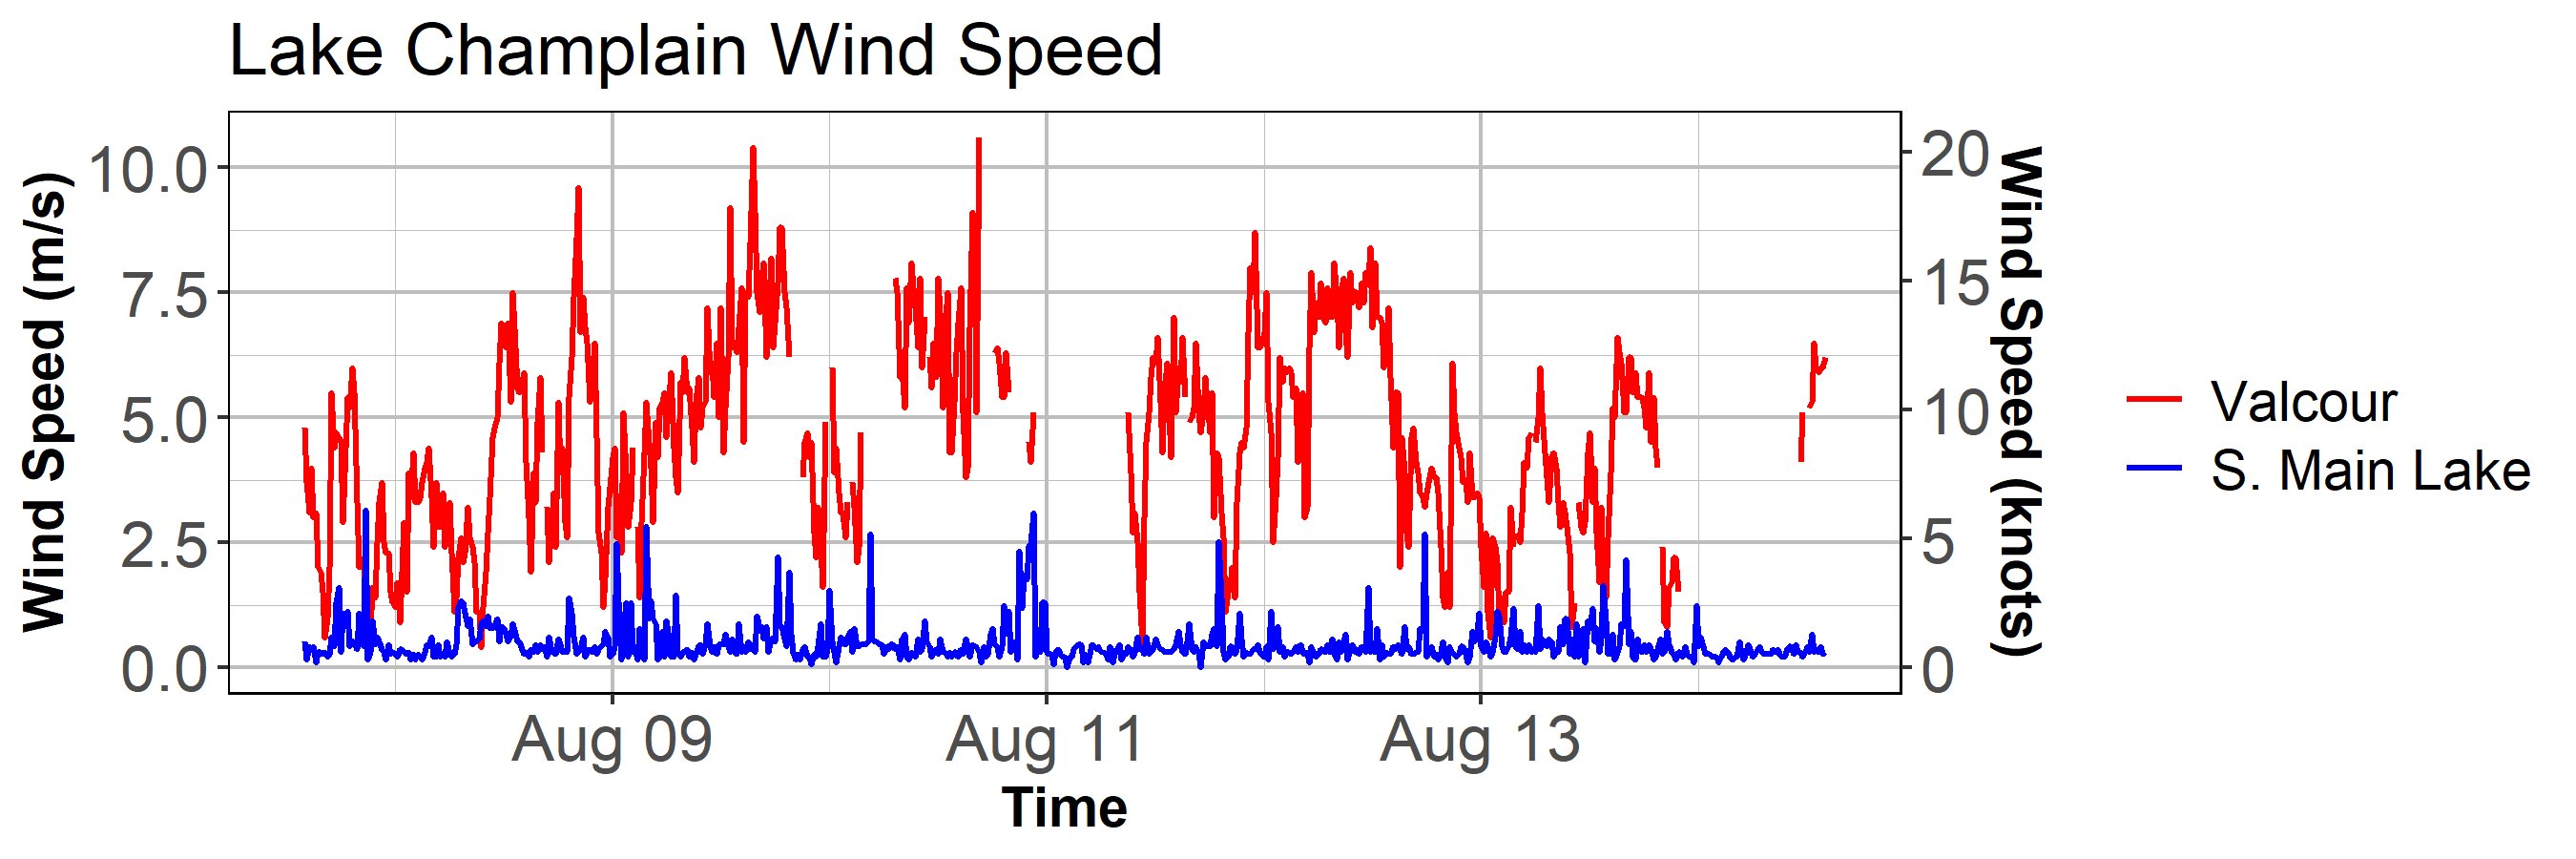 Lake Champlain Wind Speed
Wind Speed (m/s)
10.0
7.5
5.0
2.5
0.0
20
15
10
5
0
Wind Speed (knots)
Aug 09
Aug 11
Aug 13
Time
Valcour
S. Main Lake